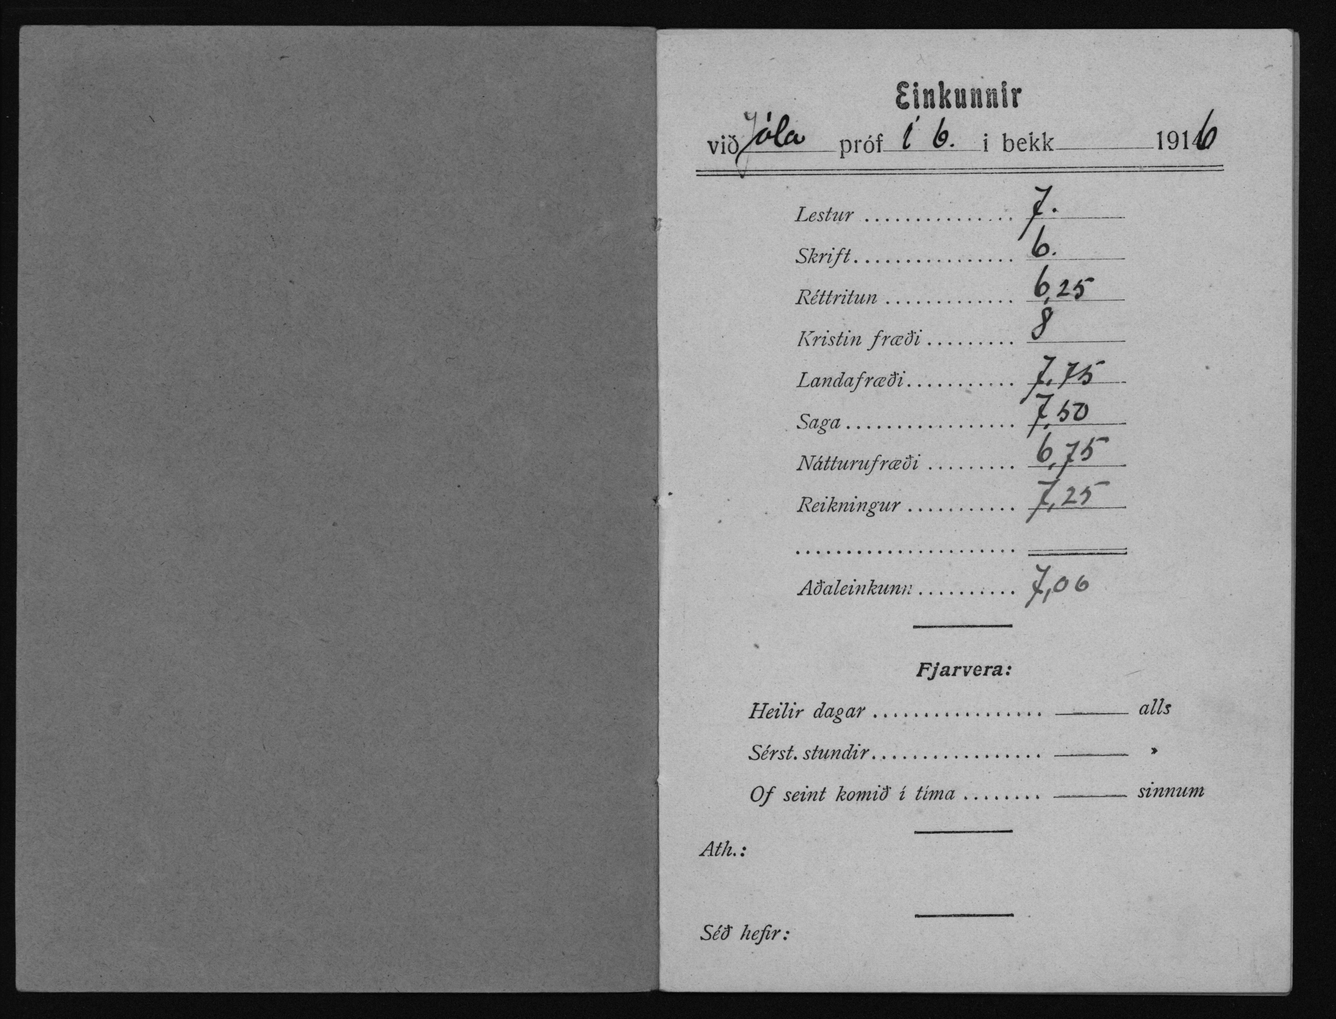 Einkunnir
við Jóla próf í 6. í bekk 1916
Lestur ............... 7.
Skrift................ 6.
Réttritun ............. 6,25
Kristin fræði ......... 8
Landafræði........... 7,75
Saga ................. 7,50
Nátturufræði ......... 6,75
Reikningur ........... 7,25
......................
Aðaleinkunn .......... 7,06
Fjarvera:
Heilir dagar ................. alls
Sérst. stundir................. »
Of seint komið í tíma ........ sinnum
Ath.:
Séð hefir: